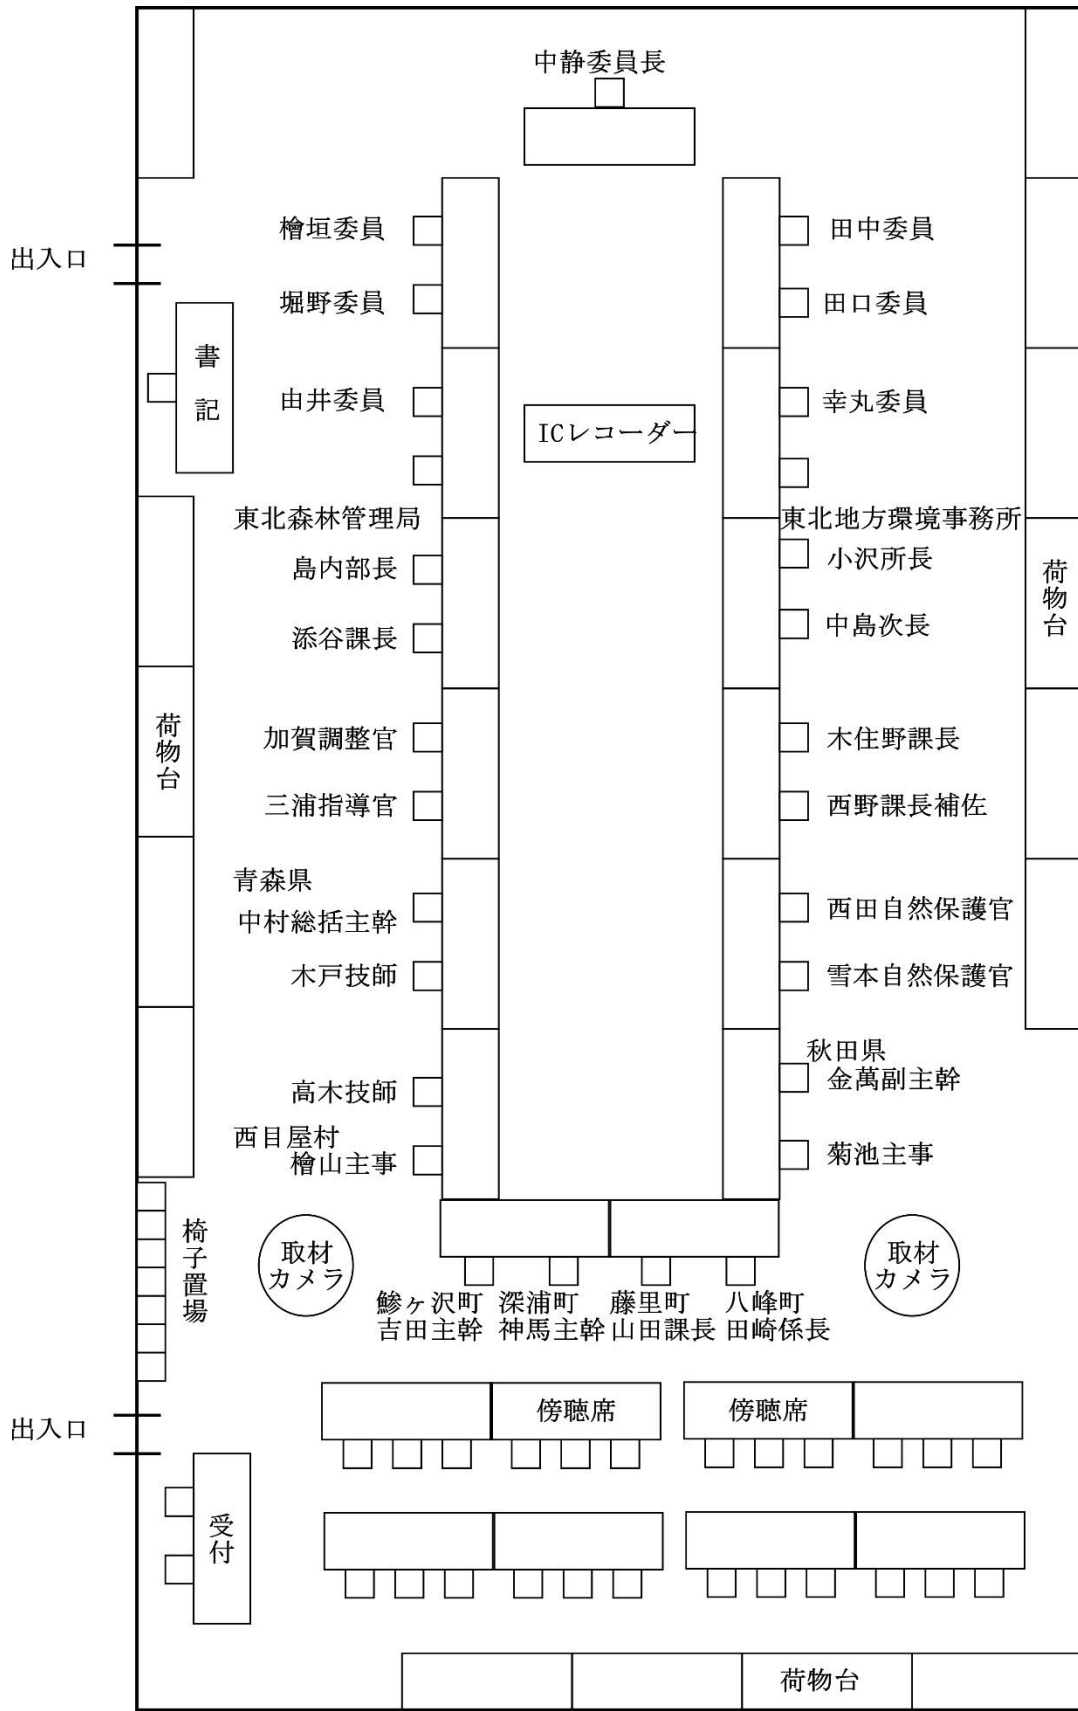 中静委員長
檜垣委員
田中委員
出入口
堀野委員
田口委員
書記
由井委員
幸丸委員
ICレコーダー
東北森林管理局
東北地方環境事務所
島内部長
小沢所長
荷物台
添谷課長
中島次長
荷物台
加賀調整官
木住野課長
三浦指導官
西野課長補佐
青森県
中村総括主幹
西田自然保護官
木戸技師
雪本自然保護官
秋田県
高木技師
金萬副主幹
西目屋村
檜山主事
菊池主事
椅子置場
取材
カメラ
取材
カメラ
鰺ヶ沢町 深浦町 藤里町 八峰町
吉田主幹 神馬主幹 山田課長 田崎係長
出入口
傍聴席
傍聴席
受付
荷物台